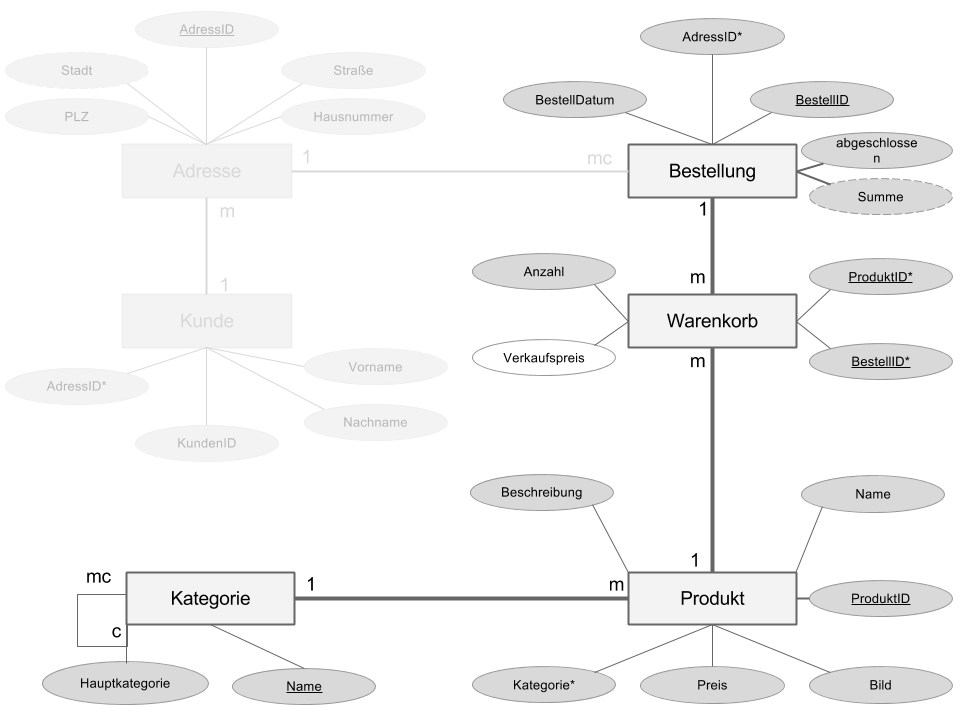 AdressID
AdressID*
Stadt
Straße
BestellDatum
BestellID
PLZ
Hausnummer
abgeschlosse
n
1
mc
Adresse
Bestellung
Summe
m
1
Anzahl
m
ProduktID*
1
Kunde
Warenkorb
Verkaufspreis
m
BestellID*
Vorname
AdressID*
Nachname
KundenID
Beschreibung
Name
1
mc
1
m
Kategorie
Produkt
ProduktID
c
Hauptkategorie
Name
Kategorie*
Preis
Bild